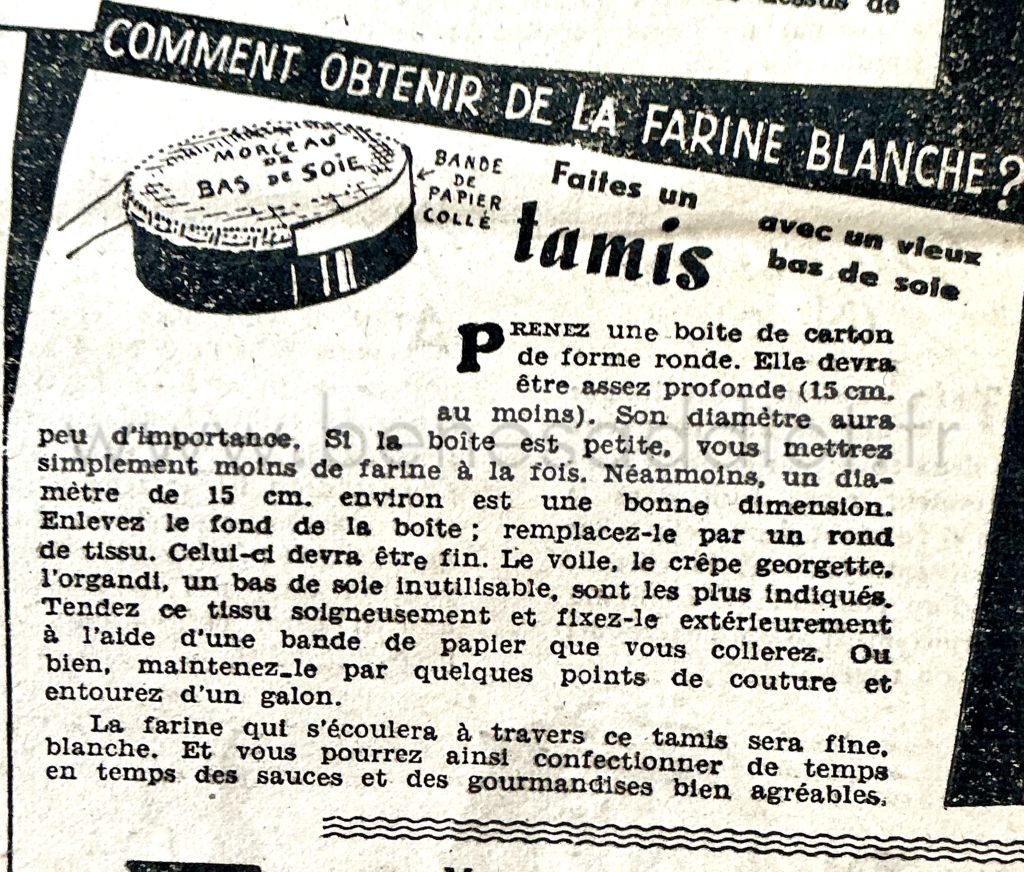 dessus de
COMMENT OBTENIR DE LA FARINE BLANCHE ?
MORCEAU
DE
BAS DE SOIE
BANDE
DE
PAPIER
COLLÉ
Faites un
tamis
avec un vieux
bas de soie
PRENEZ une boite de carton
de forme ronde. Elle devra
être assez profonde (15 cm.
au moins). Son diamètre aura
peu d'importance. Si la boîte est petite, vous mettrez
simplement moins de farine à la fois. Néanmoins, un dia-
mètre de 15 cm. environ est une bonne dimension.
Enlevez le fond de la boîte ; remplacez-le par un rond
de tissu. Celui-ci devra être fin. Le voile, le crêpe georgette,
l'organdi, un bas de soie inutilisable, sont les plus indiqués.
Tendez ce tissu soigneusement et fixez-le extérieurement
à l'aide d'une bande de papier que vous collerez. Ou
bien, maintenez-le par quelques points de couture et
entourez d'un galon.
La farine qui s'écoulera à travers ce tamis sera fine,
blanche. Et vous pourrez ainsi confectionner de temps
en temps des sauces et des gourmandises bien agréables.